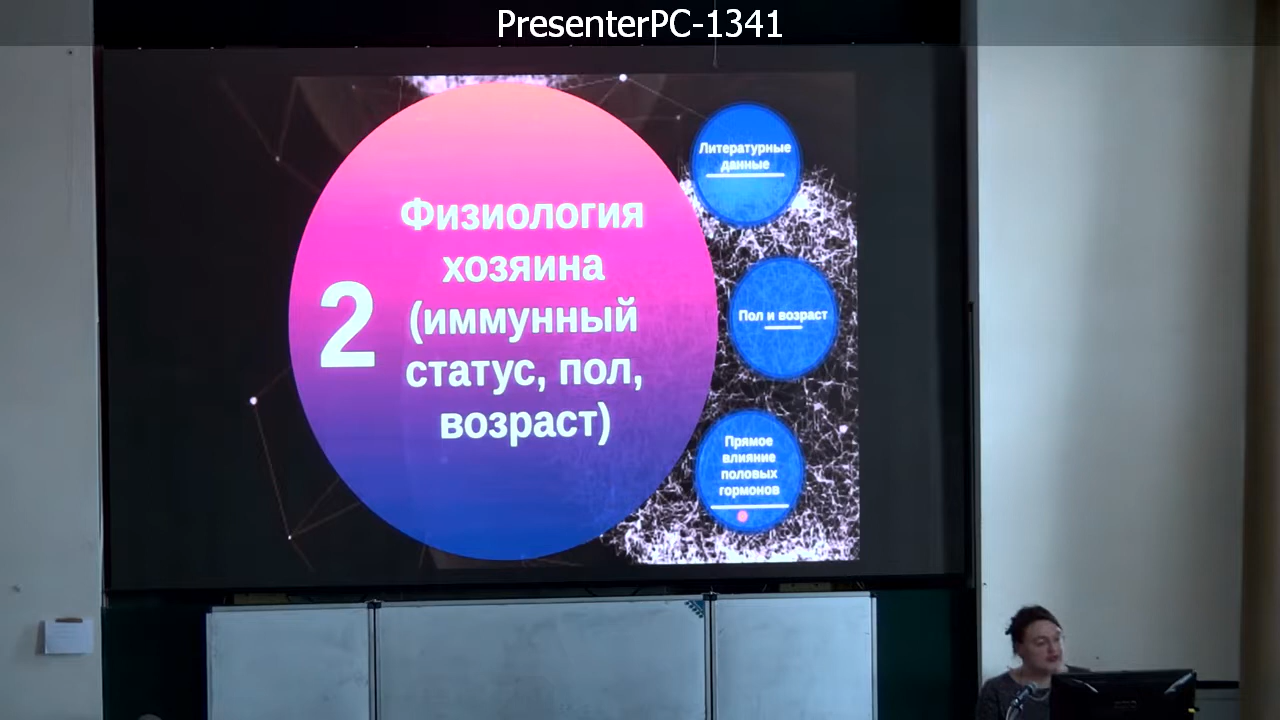 PresenterPC-1341
2
Физиология
хозяина
(иммунный
статус, пол,
возраст)
Литературные
данные
Пол и возраст
Прямое
влияние
половых
гормонов